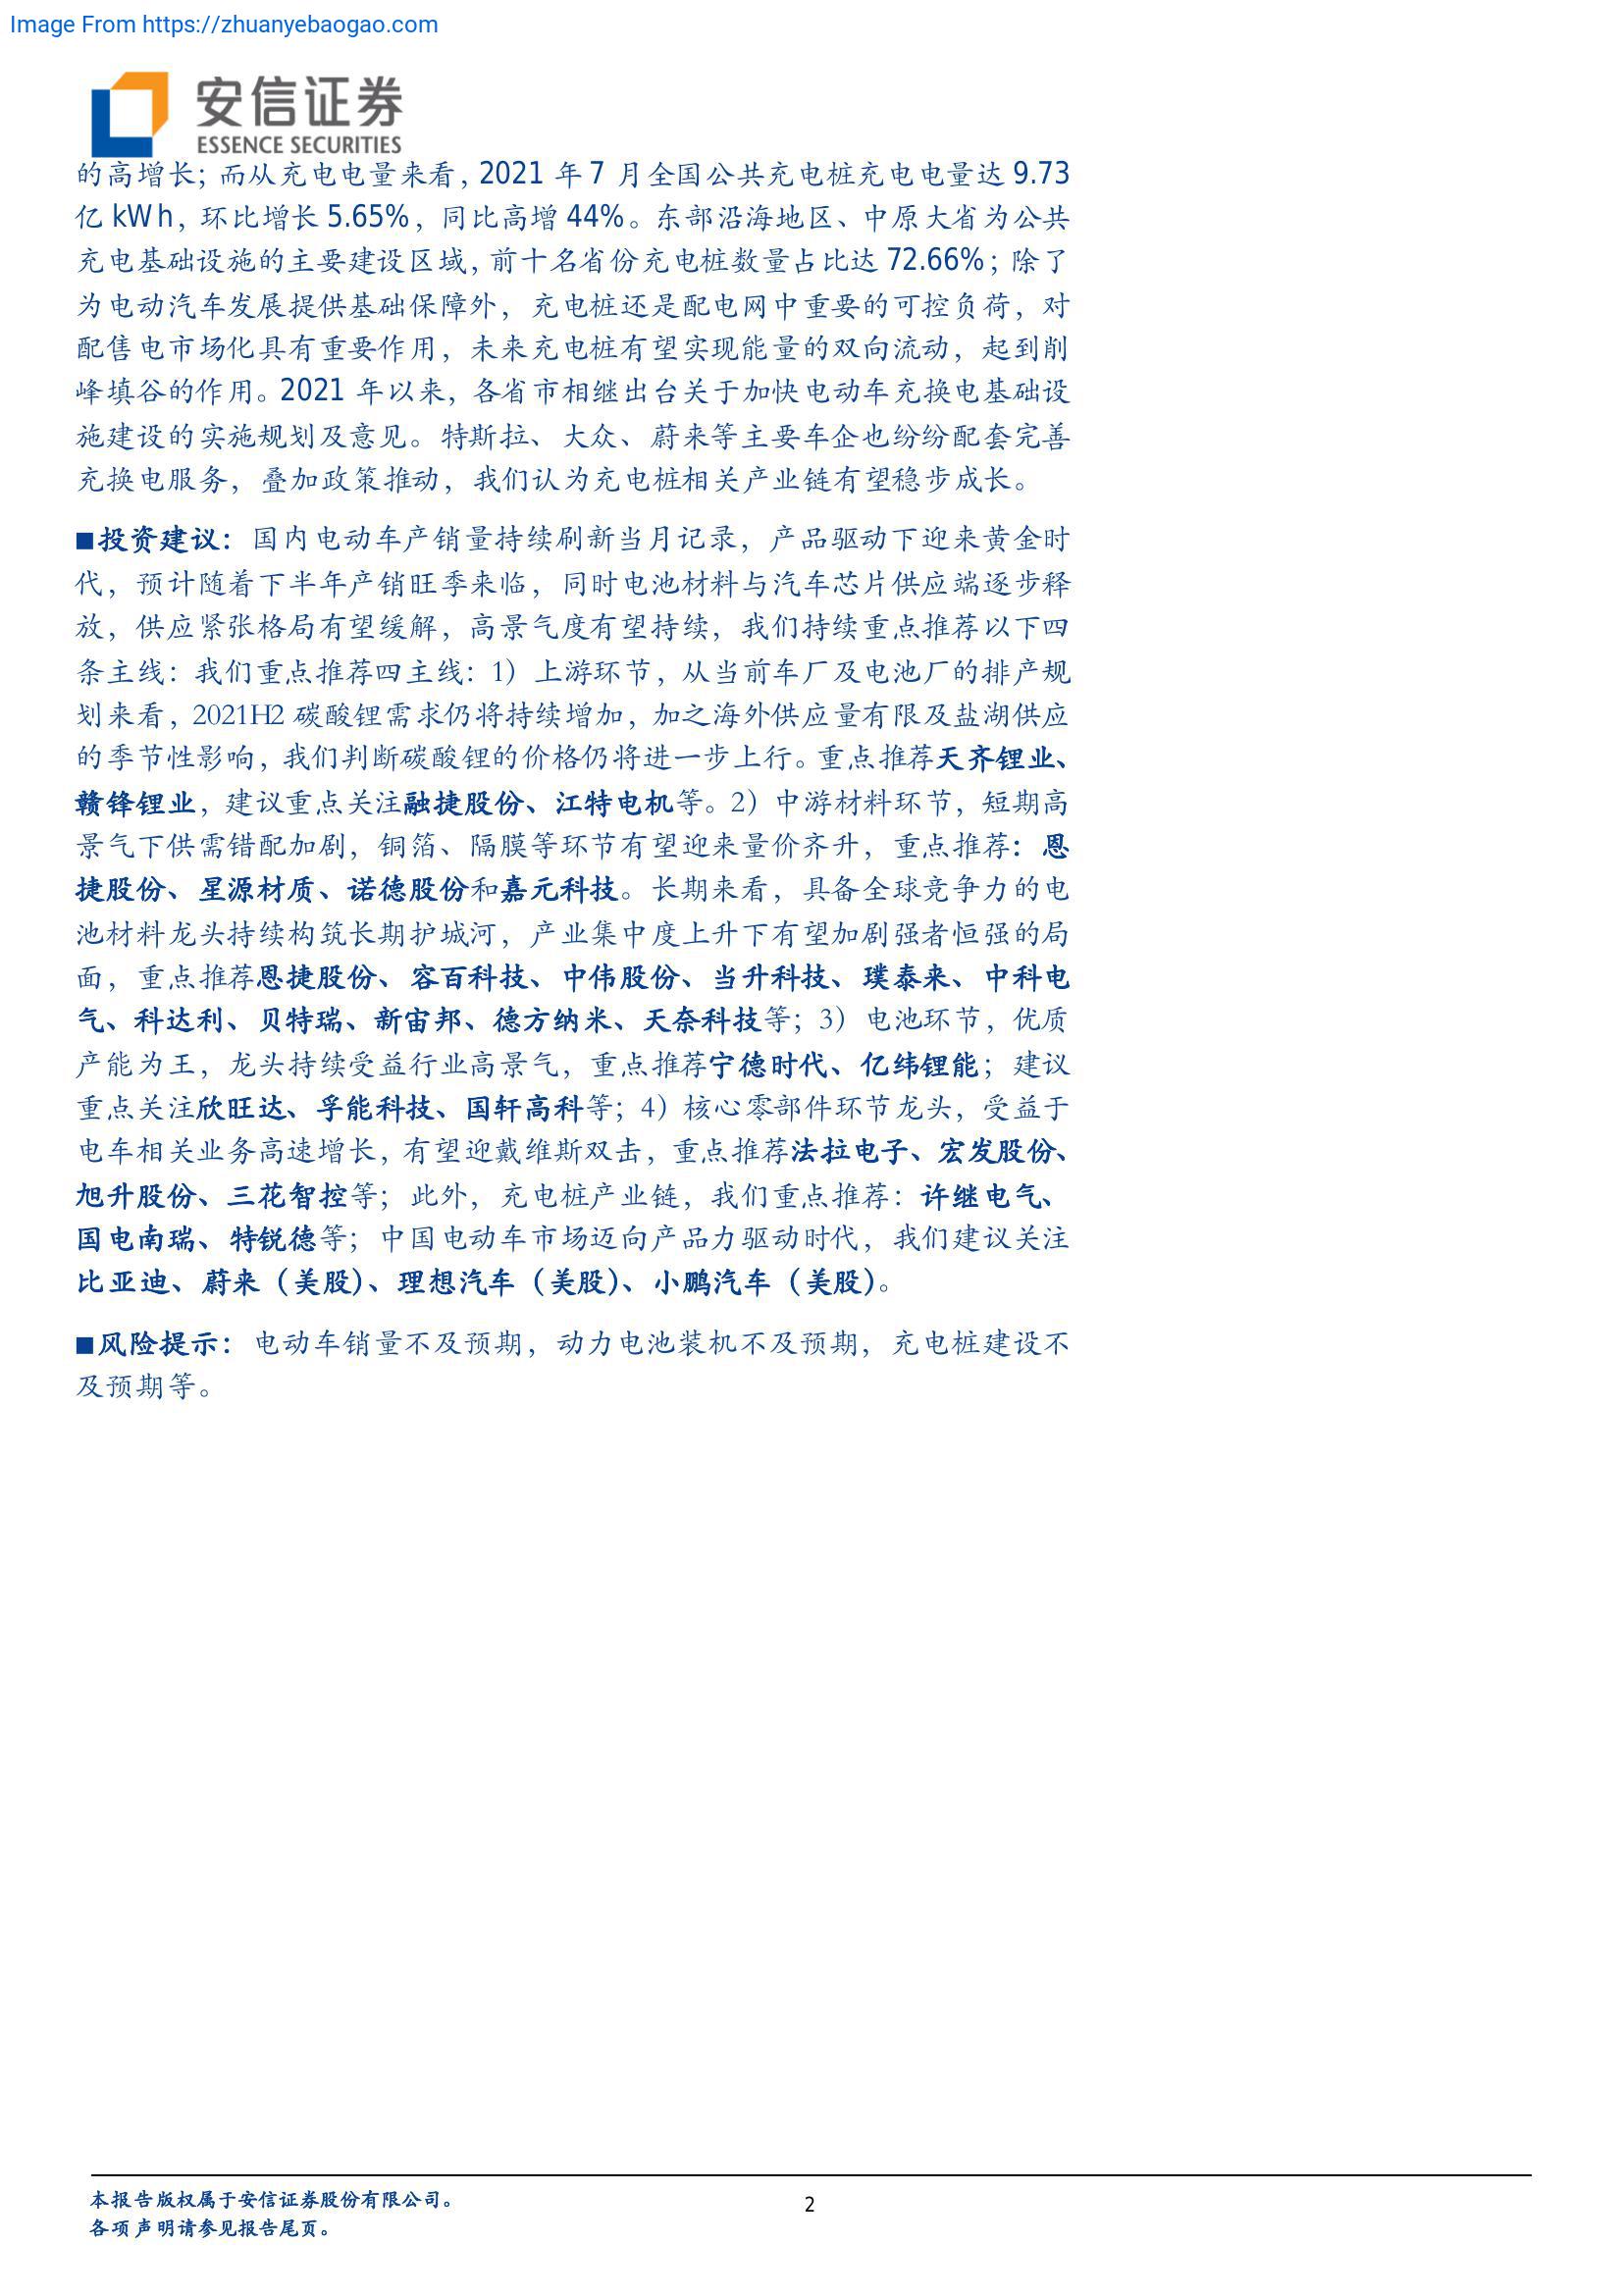 Image From https://zhuanyebaogao.com
安信证券
ESSENCE SECURITIES
的高增长；而从充电电量来看，2021 年 7 月全国公共充电桩充电电量达 9.73
亿 kWh，环比增长 5.65%，同比高增 44%。东部沿海地区、中原大省为公共
充电基础设施的主要建设区域，前十名省份充电桩数量占比达 72.66%；除了
为电动汽车发展提供基础保障外，充电桩还是配电网中重要的可控负荷，对
配售电市场化具有重要作用，未来充电桩有望实现能量的双向流动，起到削
峰填谷的作用。2021 年以来，各省市相继出台关于加快电动车充换电基础设
施建设的实施规划及意见。特斯拉、大众、蔚来等主要车企也纷纷配套完善
充换电服务，叠加政策推动，我们认为充电桩相关产业链有望稳步成长。
■投资建议：国内电动车产销量持续刷新当月记录，产品驱动下迎来黄金时
代，预计随着下半年产销旺季来临，同时电池材料与汽车芯片供应端逐步释
放，供应紧张格局有望缓解，高景气度有望持续，我们持续重点推荐以下四
条主线：我们重点推荐四主线：1）上游环节，从当前车厂及电池厂的排产规
划来看，2021H2 碳酸锂需求仍将持续增加，加之海外供应量有限及盐湖供应
的季节性影响，我们判断碳酸锂的价格仍将进一步上行。重点推荐天齐锂业、
赣锋锂业，建议重点关注融捷股份、江特电机等。2）中游材料环节，短期高
景气下供需错配加剧，铜箔、隔膜等环节有望迎来量价齐升，重点推荐：恩
捷股份、星源材质、诺德股份和嘉元科技。长期来看，具备全球竞争力的电
池材料龙头持续构筑长期护城河，产业集中度上升下有望加剧强者恒强的局
面，重点推荐恩捷股份、容百科技、中伟股份、当升科技、璞泰来、中科电
气、科达利、贝特瑞、新宙邦、德方纳米、天奈科技等；3）电池环节，优质
产能为王，龙头持续受益行业高景气，重点推荐宁德时代、亿纬锂能；建议
重点关注欣旺达、孚能科技、国轩高科等；4）核心零部件环节龙头，受益于
电车相关业务高速增长，有望迎戴维斯双击，重点推荐法拉电子、宏发股份、
旭升股份、三花智控等；此外，充电桩产业链，我们重点推荐：许继电气、
国电南瑞、特锐德等；中国电动车市场迈向产品力驱动时代，我们建议关注
比亚迪、蔚来（美股）、理想汽车（美股）、小鹏汽车（美股）。
■风险提示：电动车销量不及预期，动力电池装机不及预期，充电桩建设不
及预期等。
本报告版权属于安信证券股份有限公司。
2
各项声明请参见报告尾页。